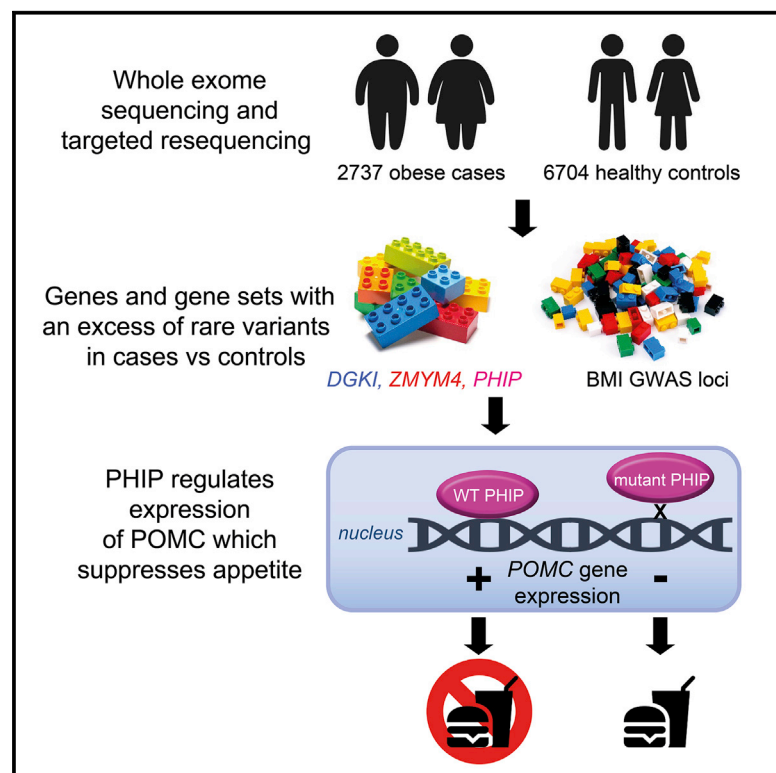 Whole exome
sequencing and
targeted resequencing
2737 obese cases
6704 healthy controls
Genes and gene sets with
an excess of rare variants
in cases vs controls
DGKI, ZMYM4, PHIP
BMI GWAS loci
PHIP regulates
expression
of POMC which
suppresses appetite
WT PHIP
mutant PHIP
X
nucleus
+ POMC gene -
expression